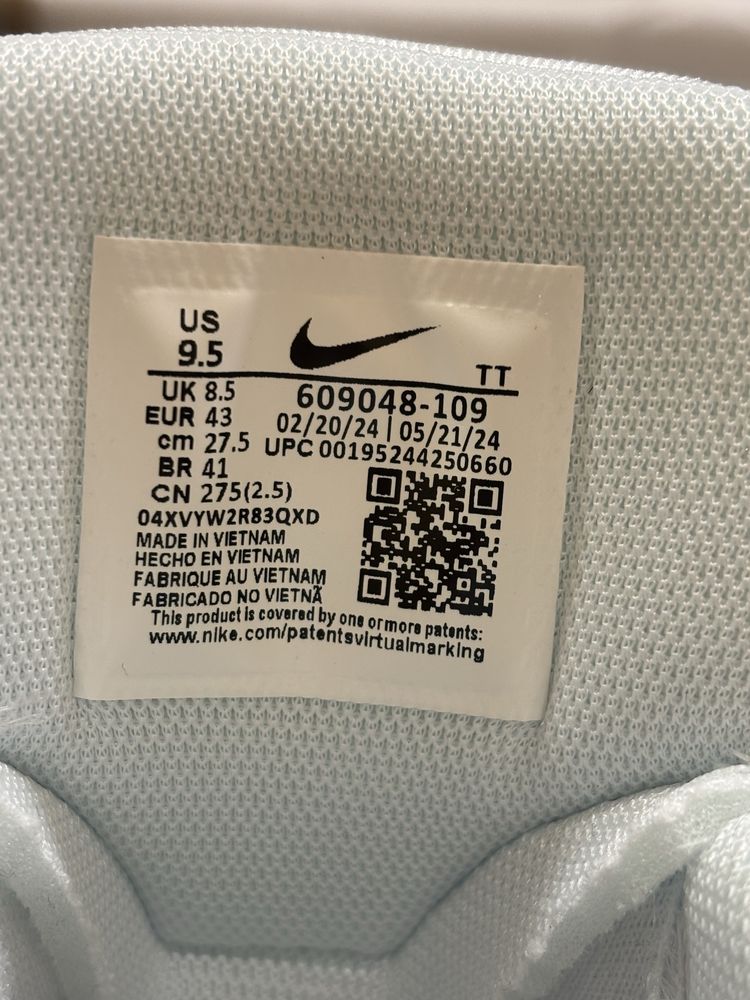 US
9.5
TT
UK 8.5
609048-109
EUR 43
02/20/24 | 05/21/24
cm 27.5
UPC 00195244250660
BR 41
CN 275(2.5)
04XVYW2R83QXD
MADE IN VIETNAM
HECHO EN VIETNAM
FABRIQUE AU VIETNAM
FABRICADO NO VIETNÃ
This product is covered by one or more patents:
www.nike.com/patentsvirtualmarking